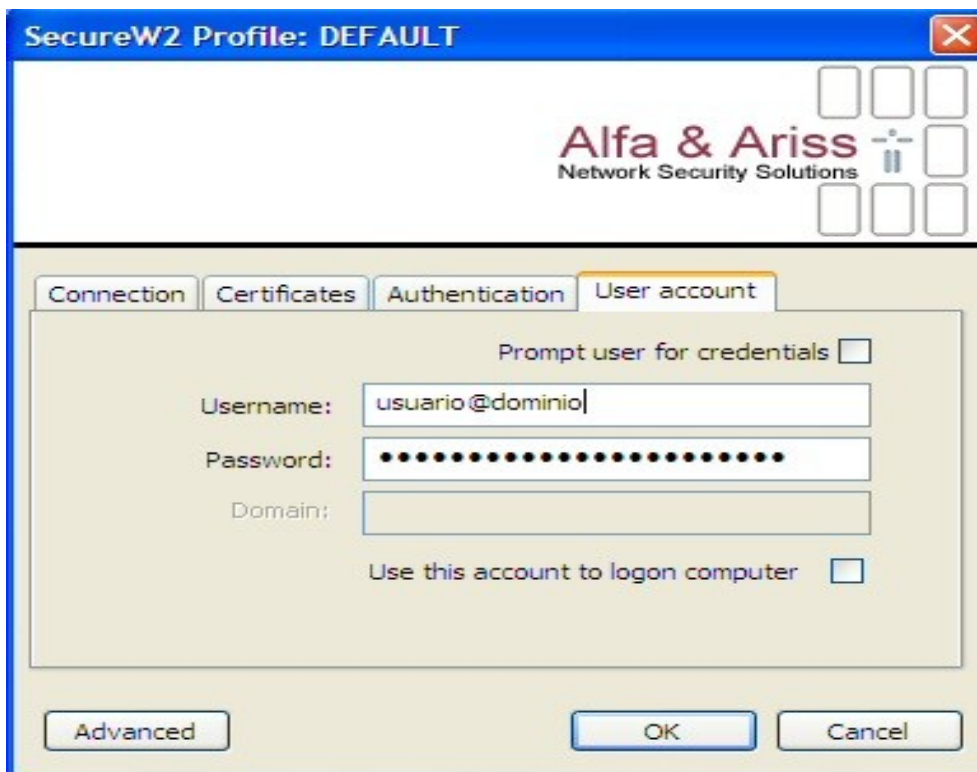 SecureW2 Profile: DEFAULT
Alfa & Ariss
Network Security Solutions
Connection Certificates Authentication User account
Prompt user for credentials
Username: usuario@dominio
Password: ••••••••••••••••••••••••
Domain:
Use this account to logon computer
Advanced OK Cancel